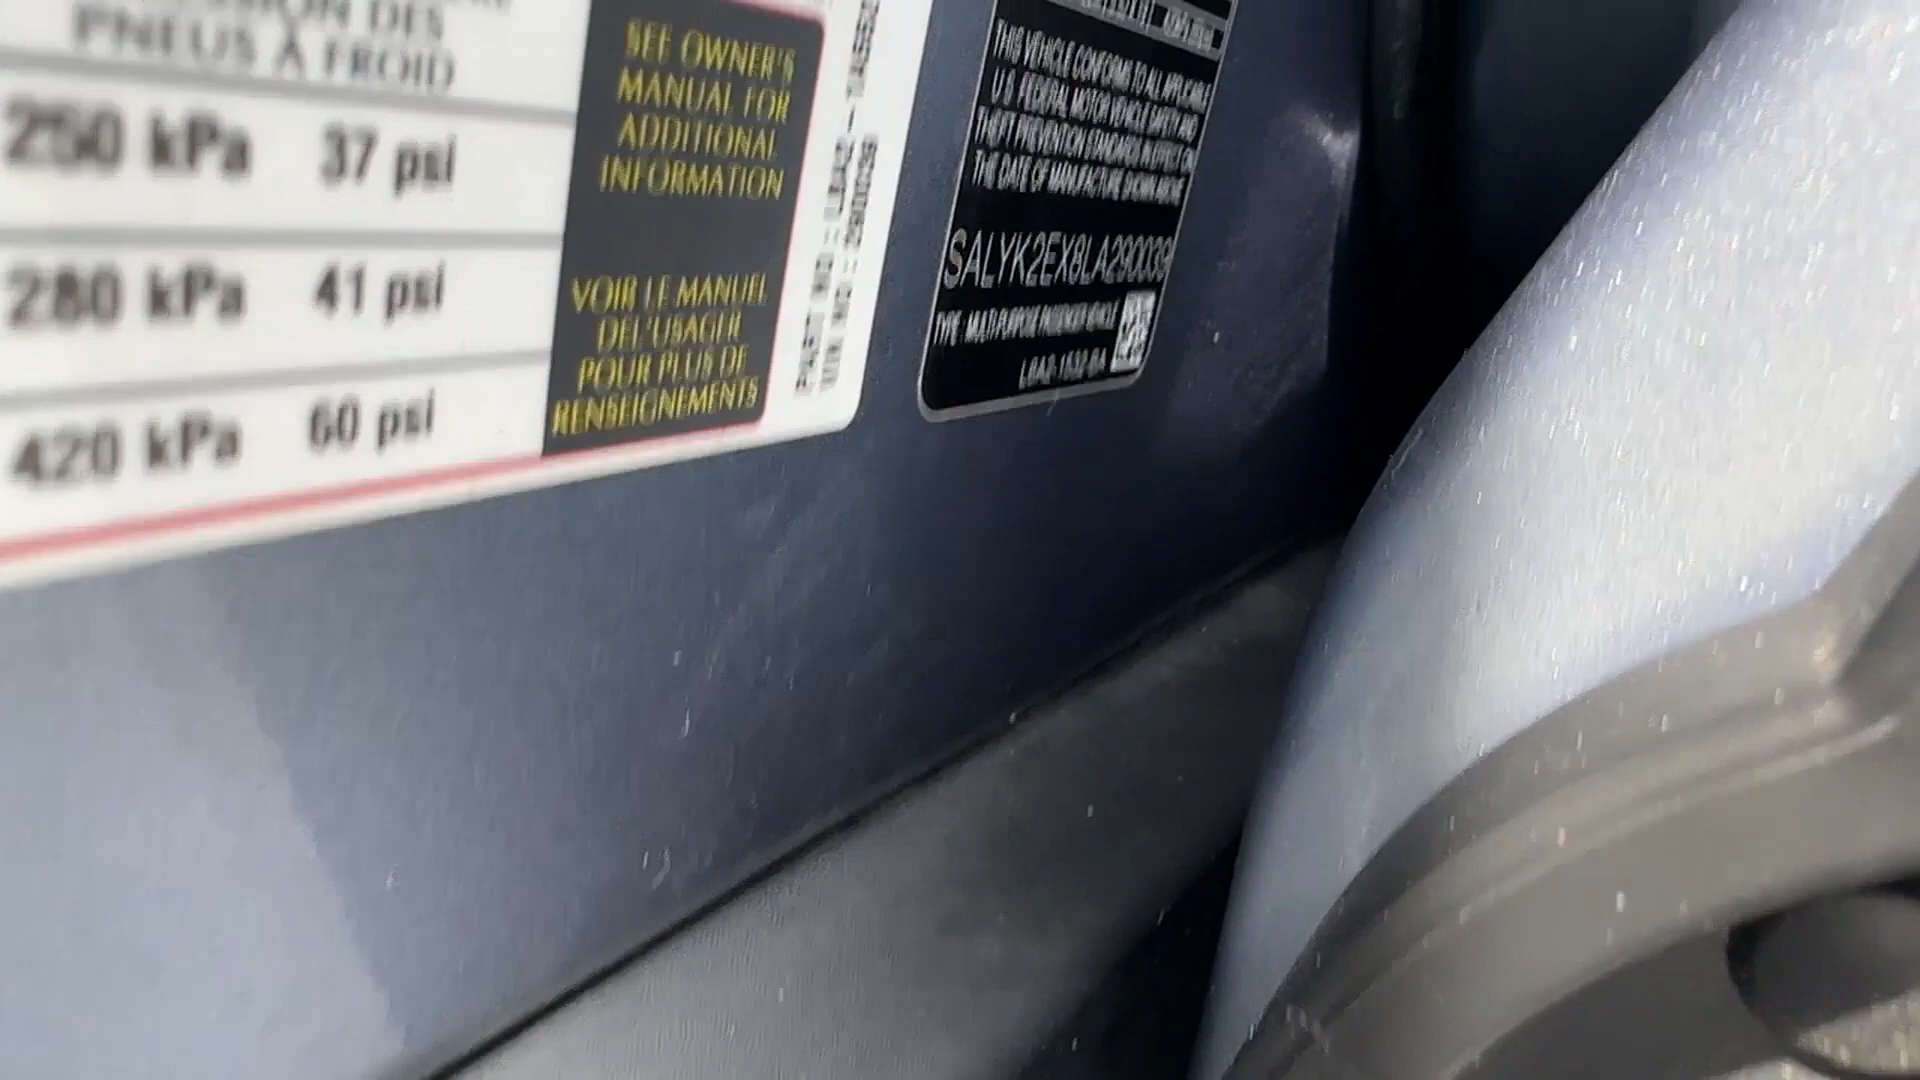 PNEUS À FROID
250 kPa 37 psi
280 kPa 41 psi
420 kPa 60 psi
SEE OWNER'S
MANUAL FOR
ADDITIONAL
INFORMATION
VOIR LE MANUEL
DEL'USAGER
POUR PLUS DE
RENSEIGNEMENTS
THIS VEHICLE CONFORMS TO ALL APPLICABLE
U.S. FEDERAL MOTOR VEHICLE SAFETY AND
THEFT PREVENTION STANDARDS IN EFFECT ON
THE DATE OF MANUFACTURE SHOWN ABOVE
SALYK2EX8LA290039
TYPE : MULTI-PURPOSE PASSENGER VEHICLE